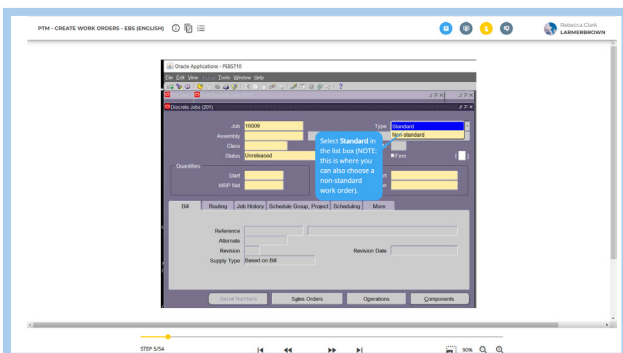 PTM - CREATE WORK ORDERS - EBS (ENGLISH)
Rebecca Clark
LARMIERBROWN
Oracle Applications - PEBST10
File Edit View Tools Window Help
Discrete Jobs (201)
Job 10009
Type Standard
Non-standard
Assembly
Class
Status Unreleased
Firm
Select Standard in
the list box (NOTE:
this is where you
can also choose a
non-standard
work order).
Quantities
Start
MRP Net
Bill Routing Job History Schedule Group, Project Scheduling More
Reference
Alternate
Revision
Revision Date
Supply Type Based on Bill
Serial Numbers Sales Orders Operations Components
STEP 5/54
90%